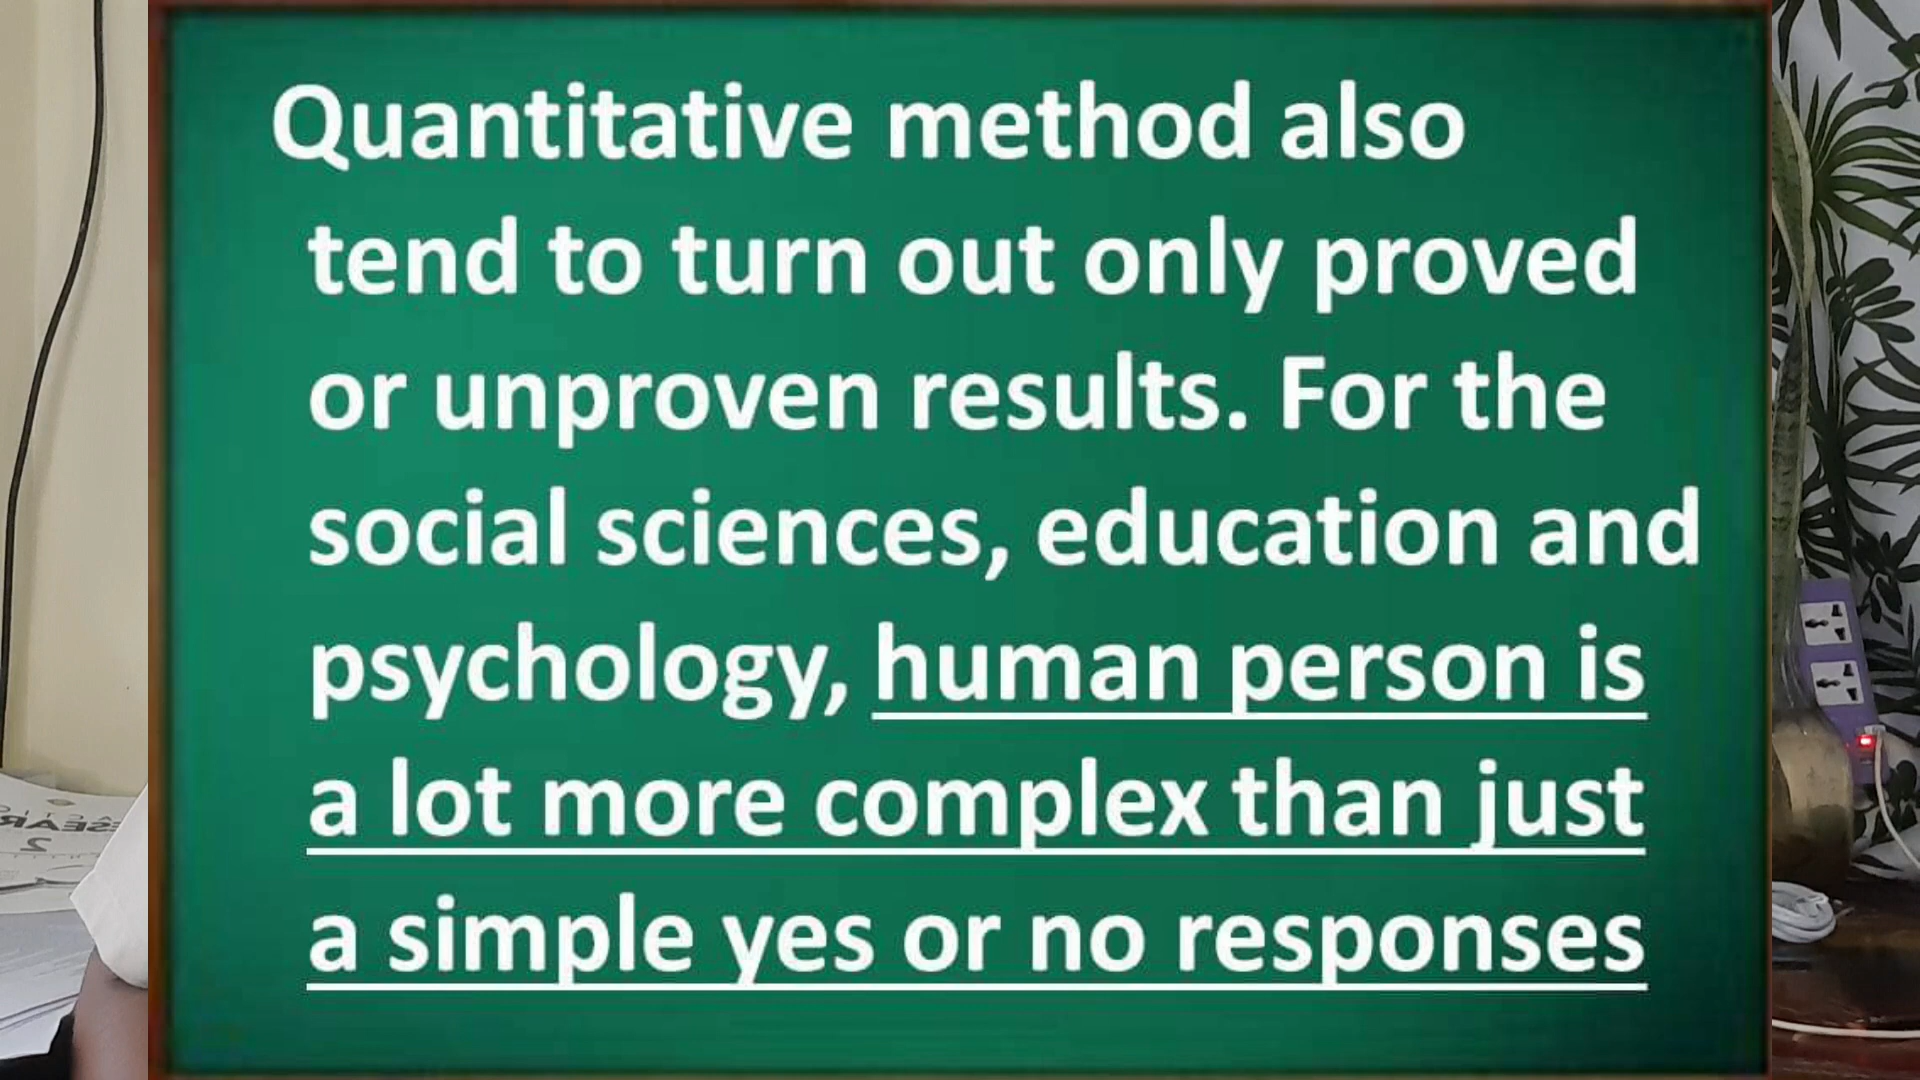 Quantitative method also
tend to turn out only proved
or unproven results. For the
social sciences, education and
psychology, human person is
a lot more complex than just
a simple yes or no responses